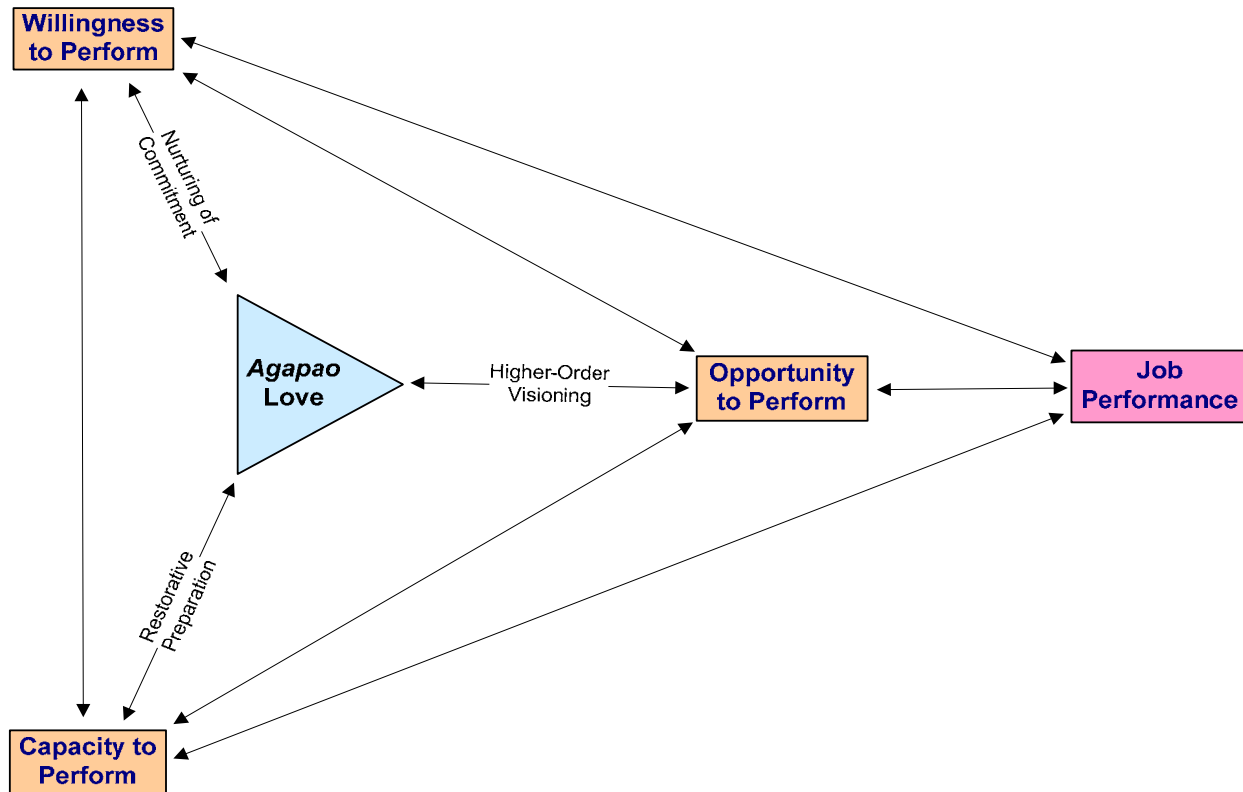 Willingness
to Perform
Nurturing of
Commitment
Agapao
Love
Higher-Order
Visioning
Opportunity
to Perform
Job
Performance
Restorative
Preparation
Capacity to
Perform